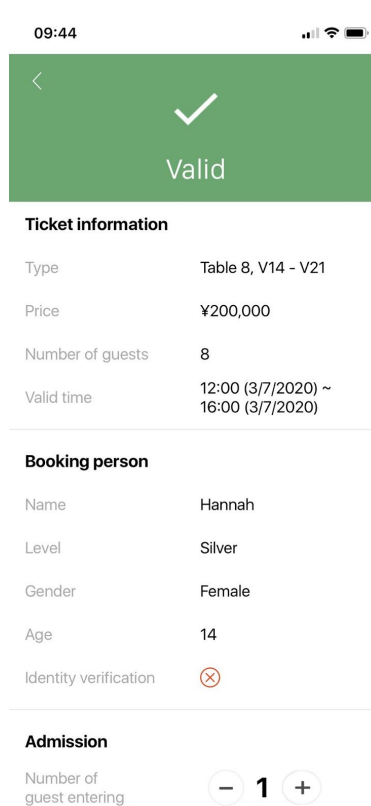 09:44
Valid
Ticket information
Type Table 8, V14 - V21
Price ¥200,000
Number of guests 8
Valid time 12:00 (3/7/2020) ~
16:00 (3/7/2020)
Booking person
Name Hannah
Level Silver
Gender Female
Age 14
Identity verification
Admission
Number of
guest entering − 1 +